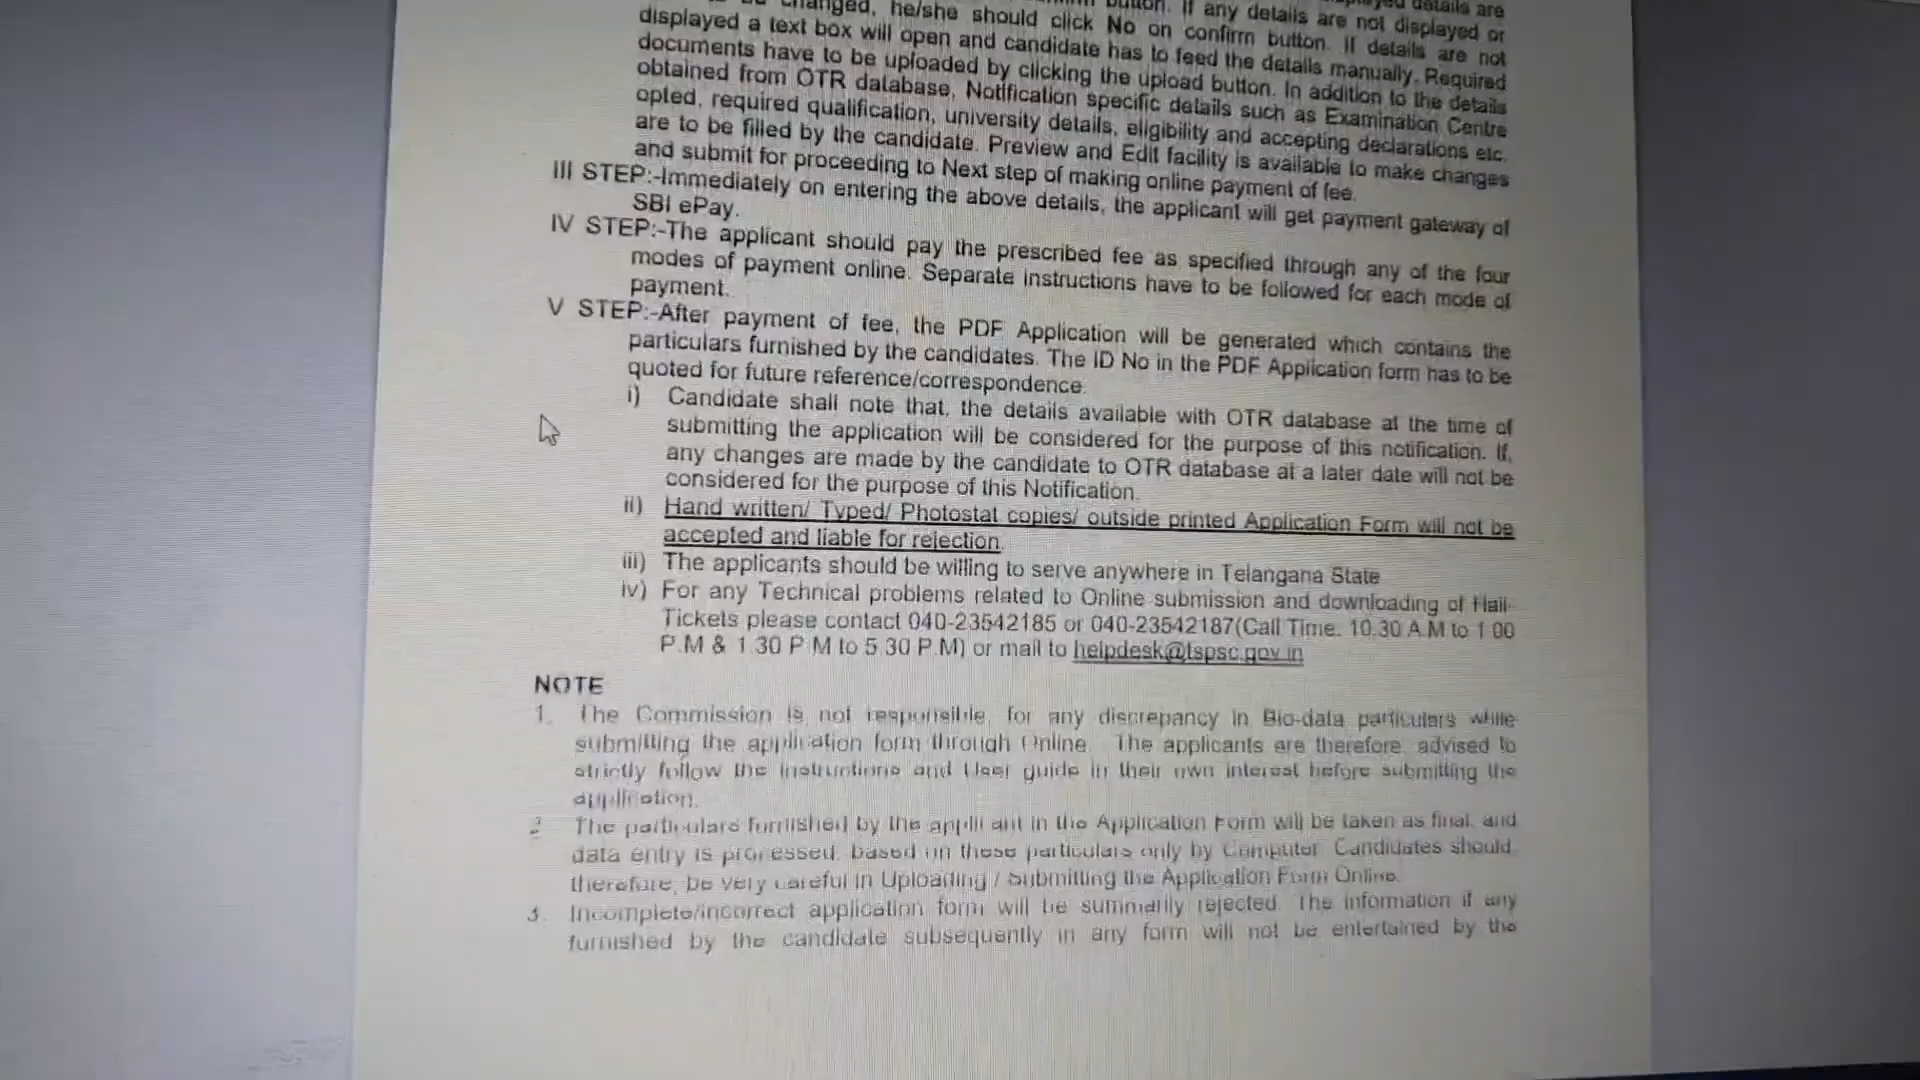 changed, he/she should click No on confirm button. If any details are not displayed or
displayed a text box will open and candidate has to feed the details manually. Required
documents have to be uploaded by clicking the upload button. In addition to the details
obtained from OTR database, Notification specific details such as Examination Centre
opted, required qualification, university details, eligibility and accepting declarations etc.
are to be filled by the candidate. Preview and Edit facility is available to make changes
and submit for proceeding to Next step of making online payment of fee.
III STEP:-Immediately on entering the above details, the applicant will get payment gateway of
SBI ePay.
IV STEP:-The applicant should pay the prescribed fee as specified through any of the four
modes of payment online. Separate instructions have to be followed for each mode of
payment.
V STEP:-After payment of fee, the PDF Application will be generated which contains the
particulars furnished by the candidates. The ID No in the PDF Application form has to be
quoted for future reference/correspondence.
i) Candidate shall note that, the details available with OTR database at the time of
submitting the application will be considered for the purpose of this notification. If,
any changes are made by the candidate to OTR database at a later date will not be
considered for the purpose of this Notification.
ii) Hand written/ Typed/ Photostat copies/ outside printed Application Form will not be
accepted and liable for rejection.
iii) The applicants should be willing to serve anywhere in Telangana State
iv) For any Technical problems related to Online submission and downloading of Hall-
Tickets please contact 040-23542185 or 040-23542187(Call Time. 10.30 A.M to 1 00
P.M & 1.30 P M to 5.30 P.M) or mail to helpdesk@tspsc.gov.in
NOTE
1. The Commission is not responsible, for any discrepancy in Bio-data particulars while
submitting the application form through Online. The applicants are therefore, advised to
strictly follow the instructions and User guide in their own interest before submitting the
application.
2 The particulars furnished by the applicant in the Application Form will be taken as final, and
data entry is processed, based on these particulars only by Computer. Candidates should,
therefore, be very careful in Uploading / Submitting the Application Form Online.
3. Incomplete/incorrect application form will be summarily rejected. The information if any
furnished by the candidate subsequently in any form will not be entertained by the